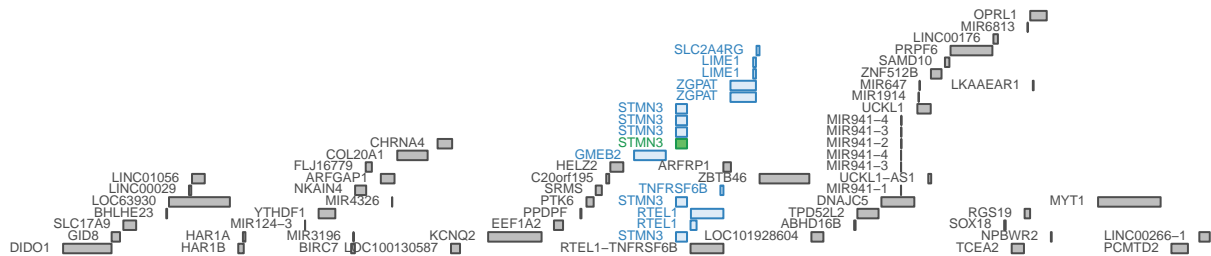 OPRL1
MIR6813
LINC00176
SLC2A4RG PRPF6
LIME1 SAMD10
LIME1 ZNF512B
ZGPAT MIR647 LKAAEAR1
ZGPAT MIR1914
STMN3 UCKL1
STMN3 MIR941−4
STMN3 MIR941−3
CHRNA4 STMN3 MIR941−2
COL20A1 GMEB2 MIR941−4
FLJ16779 HELZ2 ARFRP1 MIR941−3
LINC01056 ARFGAP1 C20orf195 ZBTB46 UCKL1−AS1
LINC00029 NKAIN4 SRMS TNFRSF6B MIR941−1
LOC63930 MIR4326 PTK6 STMN3 DNAJC5 MYT1
BHLHE23 YTHDF1 PPDPF RTEL1 TPD52L2 RGS19
SLC17A9 MIR124−3 EEF1A2 RTEL1 ABHD16B SOX18
GID8 HAR1A MIR3196 KCNQ2 STMN3 LOC101928604 NPBWR2 LINC00266−1
DIDO1 HAR1B BIRC7 LOC100130587 RTEL1−TNFRSF6B TCEA2 PCMTD2